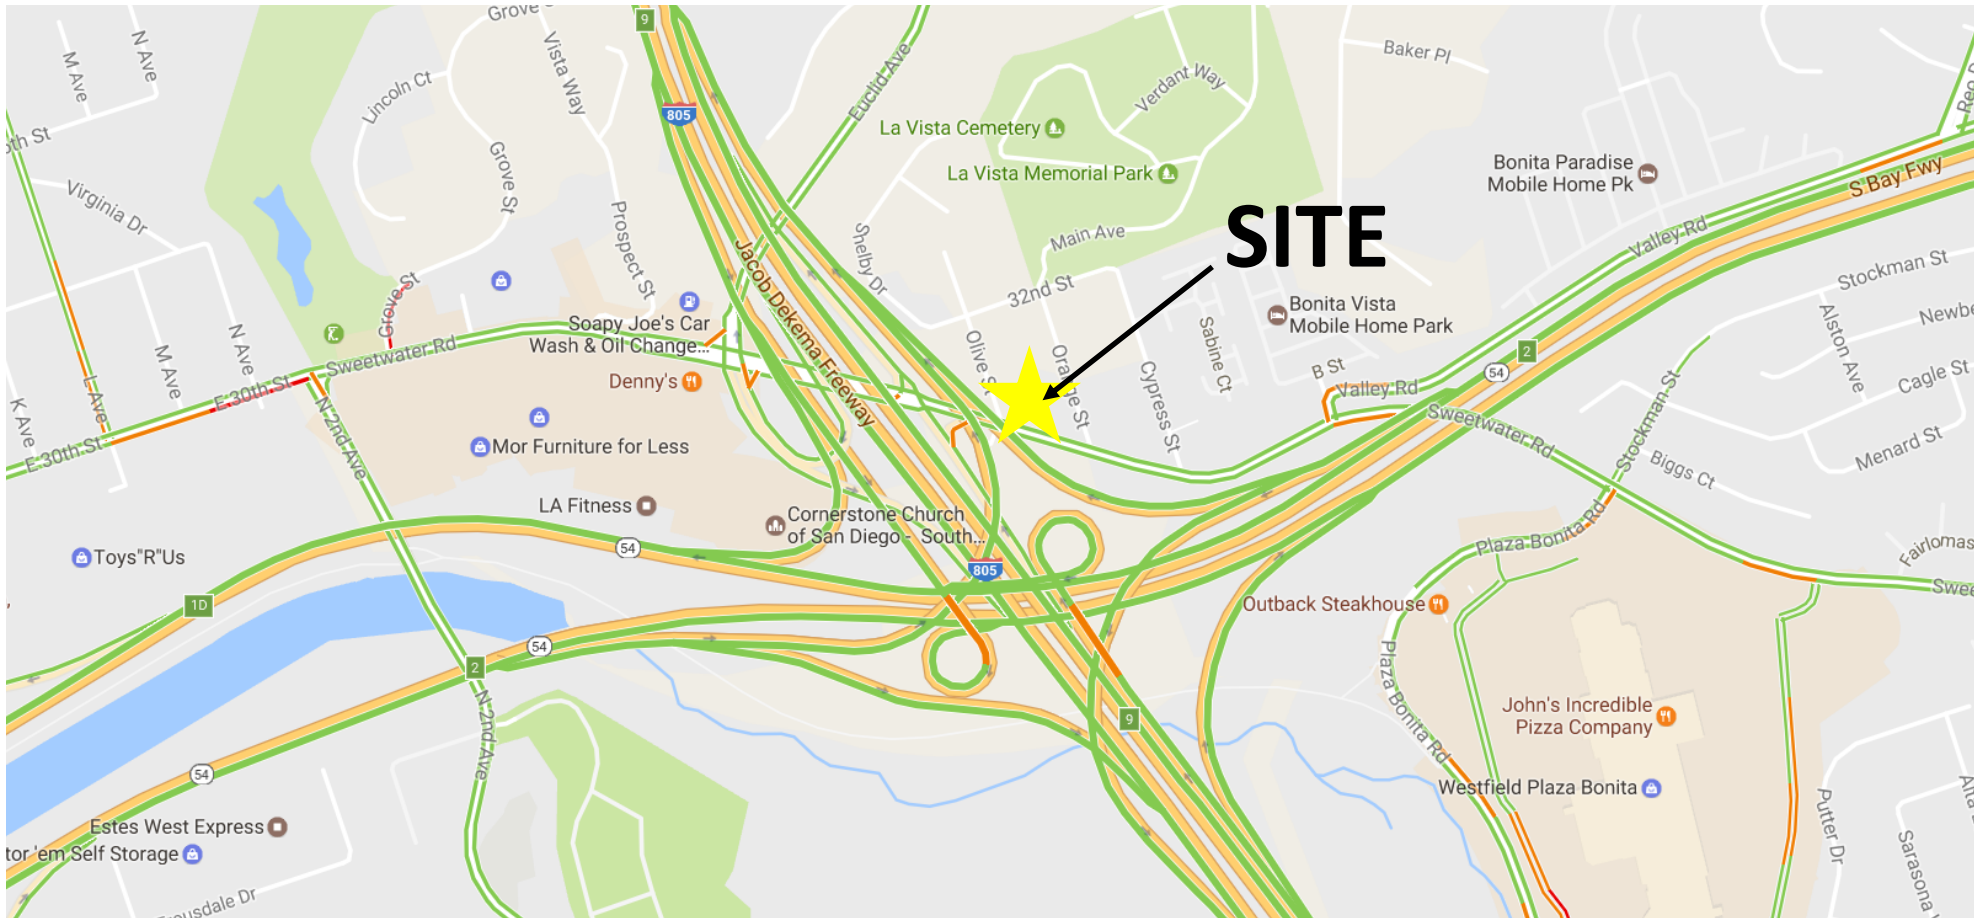 Grove S
9
N Ave
M Ave
Vista Way
Lincoln Ct
Euclid Ave
Baker Pl
Verdant Way
805
La Vista Cemetery
La Vista Memorial Park
Bonita Paradise
Mobile Home Pk
S Bay Fwy
Grove St
Virginia Dr
Prospect St
SITE
Main Ave
Shelby Dr
Valley Rd
Jacob Dekema Freeway
32nd St
Stockman St
Grove St
Bonita Vista
Mobile Home Park
Soapy Joe's Car
Wash & Oil Change...
N Ave
M Ave
Sweetwater Rd
Olive St
Orange St
Sabine Ct
Cypress St
B St
2
54
Alston Ave
Newbe
Cagle St
Denny's
L Ave
E 30th St
K Ave
N 2nd Ave
Valley Rd
Sweetwater Rd
Stockman St
Menard St
Biggs Ct
E 30th St
Mor Furniture for Less
LA Fitness
Cornerstone Church
of San Diego - South...
54
Toys"R"Us
805
Plaza Bonita Rd
Fairlomas
Swee
1D
Outback Steakhouse
54
2
N 2nd Ave
9
Plaza Bonita Rd
John's Incredible
Pizza Company
54
Westfield Plaza Bonita
Putter Dr
Sarasona
Estes West Express
tor 'em Self Storage
ousdale Dr